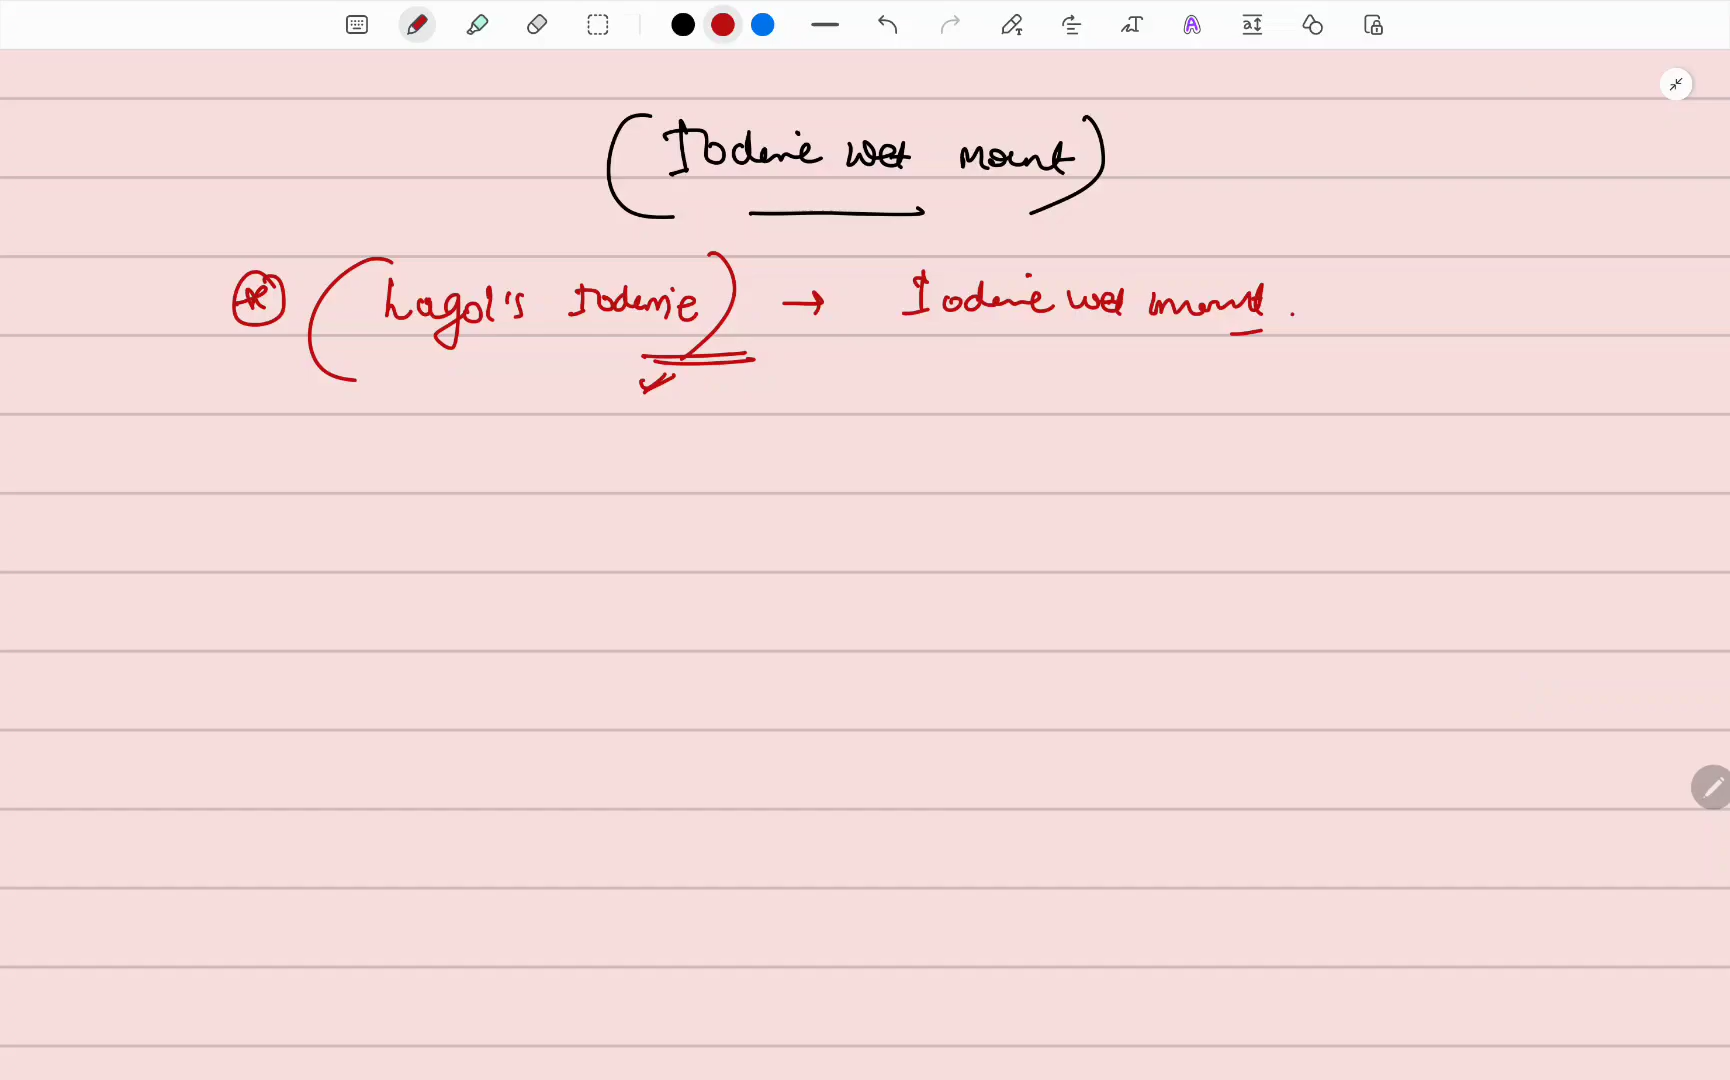 (Iodine wet mount)
* (Lugol's Iodine) → Iodine wet mount.